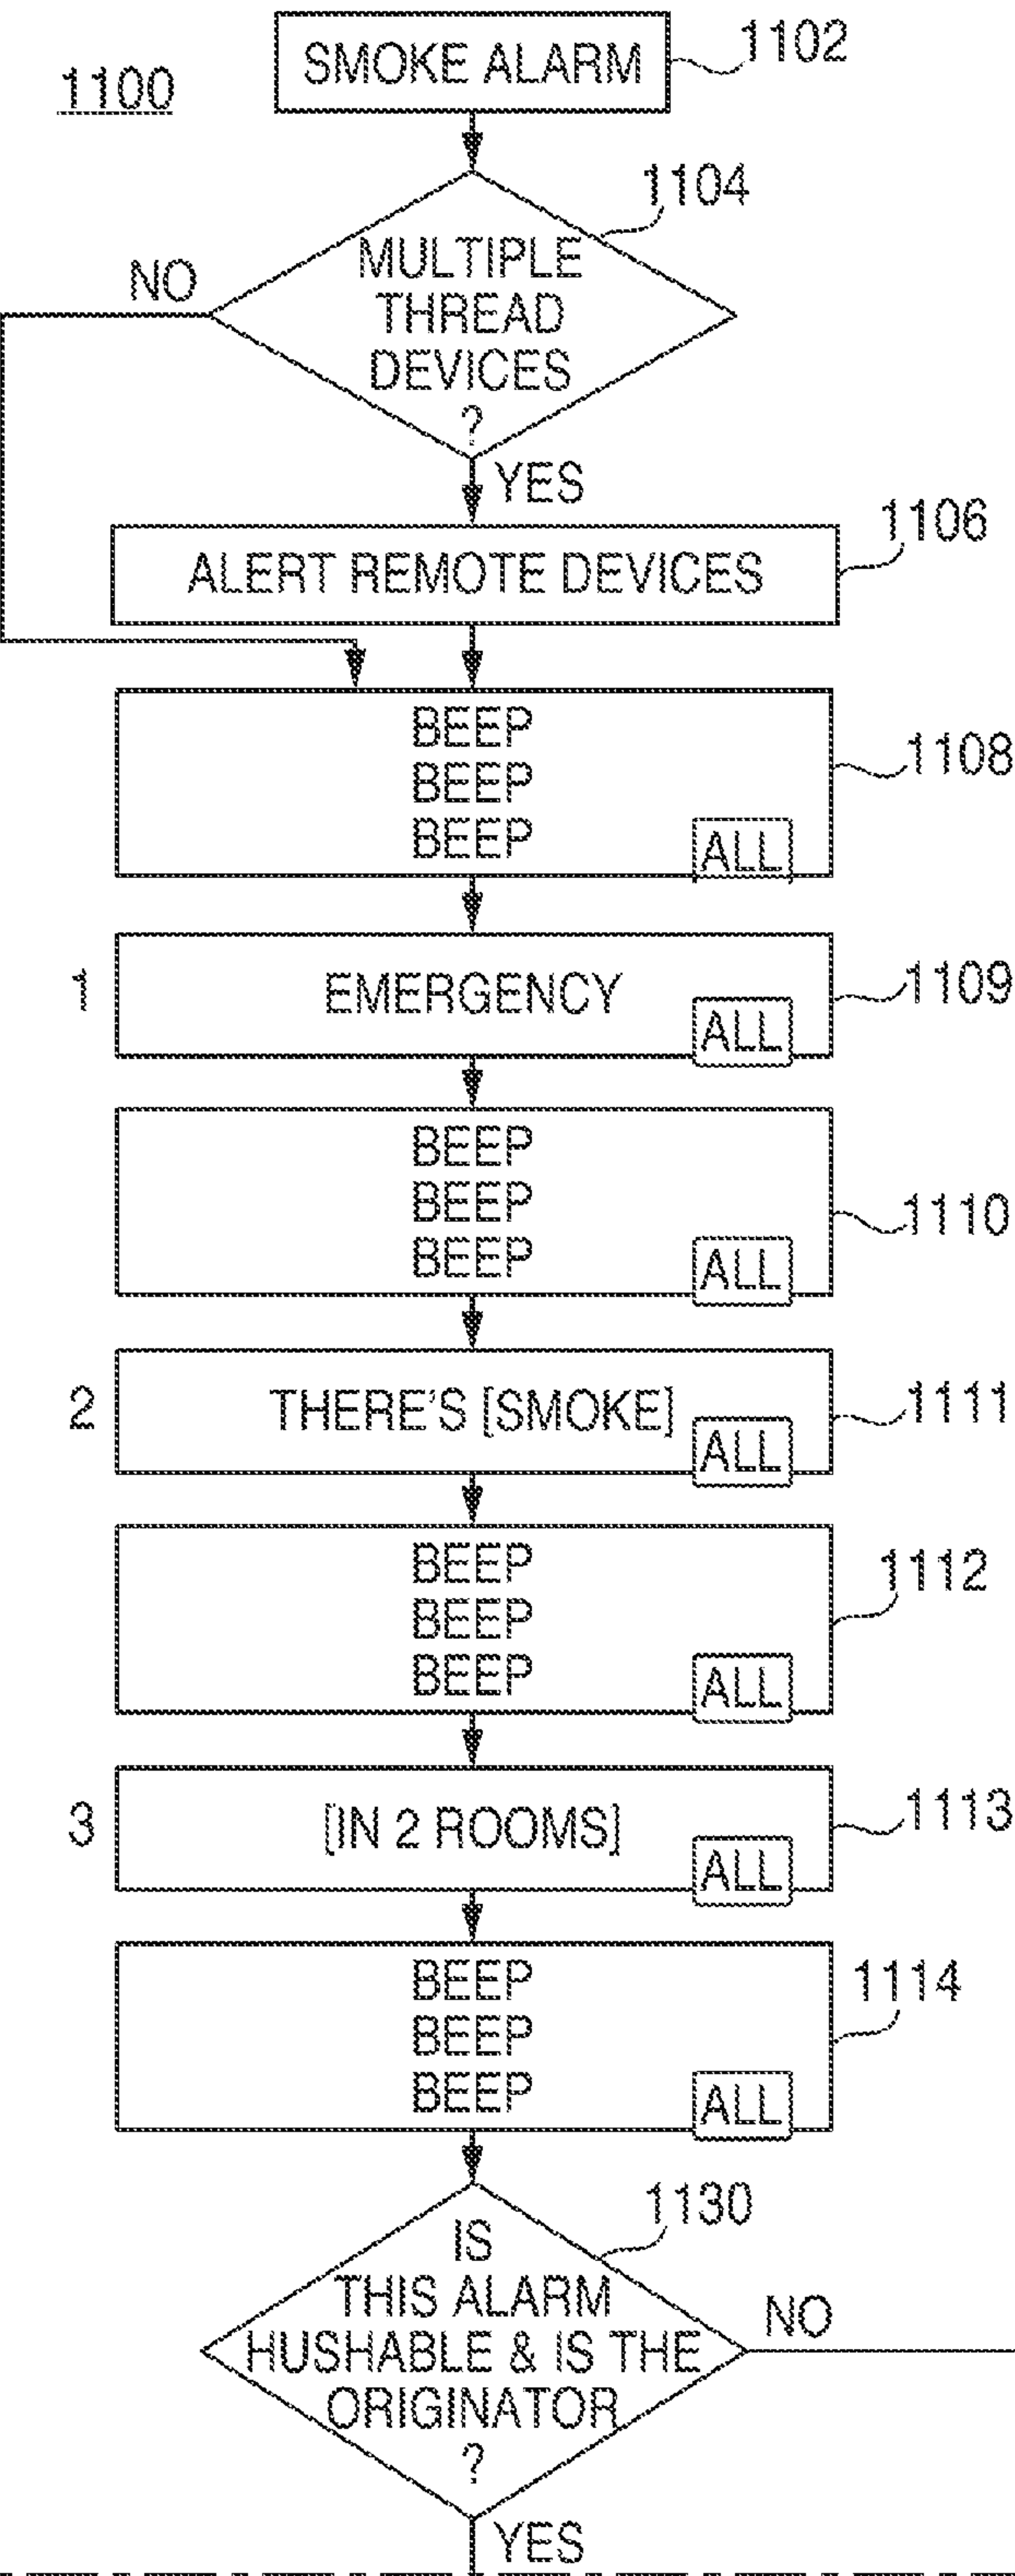 1100
SMOKE ALARM
1102
1104
MULTIPLE
THREAD
DEVICES
?
NO
YES
1106
ALERT REMOTE DEVICES
BEEP
BEEP
BEEP
ALL
1108
1
EMERGENCY
ALL
1109
BEEP
BEEP
BEEP
ALL
1110
2
THERE'S [SMOKE]
ALL
1111
BEEP
BEEP
BEEP
ALL
1112
3
[IN 2 ROOMS]
ALL
1113
BEEP
BEEP
BEEP
ALL
1114
1130
IS
THIS ALARM
HUSHABLE & IS THE
ORIGINATOR
?
NO
YES